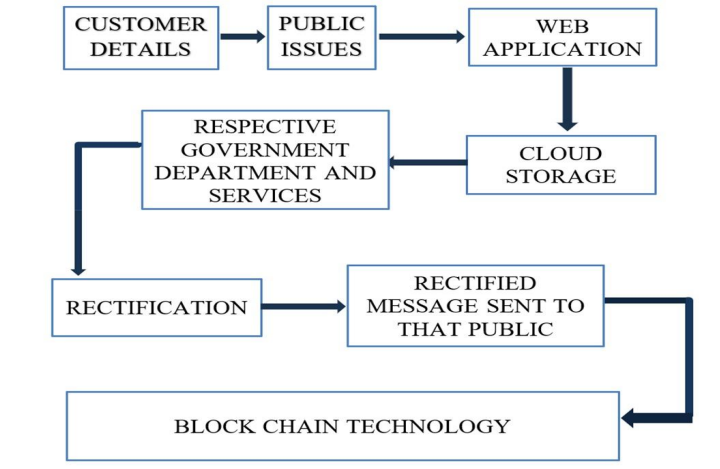 CUSTOMER
DETAILS
PUBLIC
ISSUES
WEB
APPLICATION
RESPECTIVE
GOVERNMENT
DEPARTMENT AND
SERVICES
CLOUD
STORAGE
RECTIFICATION
RECTIFIED
MESSAGE SENT TO
THAT PUBLIC
BLOCK CHAIN TECHNOLOGY